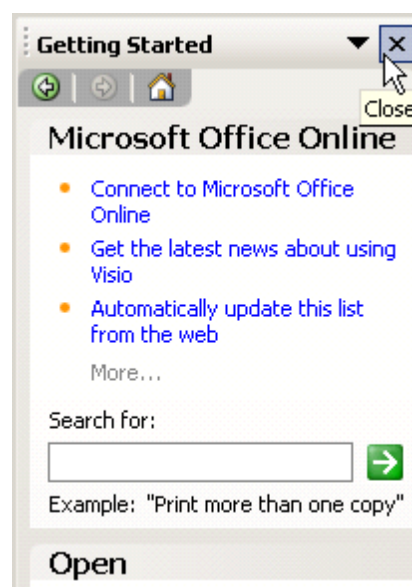 Getting Started
Close
Microsoft Office Online
Connect to Microsoft Office
Online
Get the latest news about using
Visio
Automatically update this list
from the web
More...
Search for:
Example: "Print more than one copy"
Open